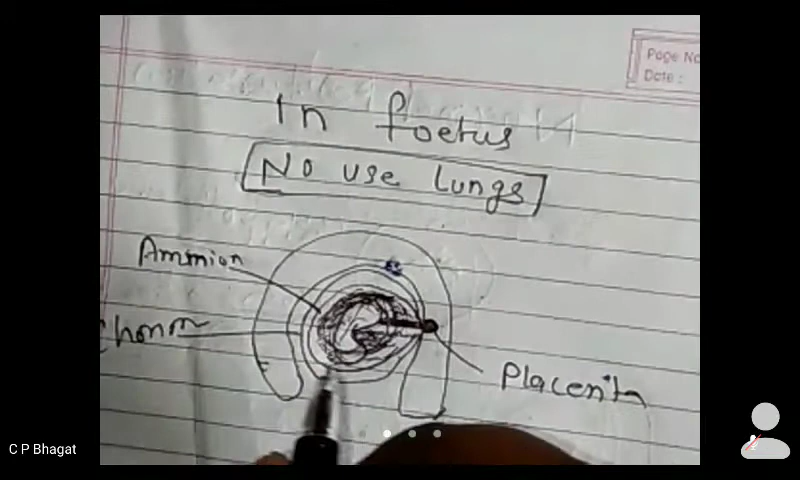 Page No
Date :
In foetus
No use Lungs
Ammion
Placenta
C P Bhagat